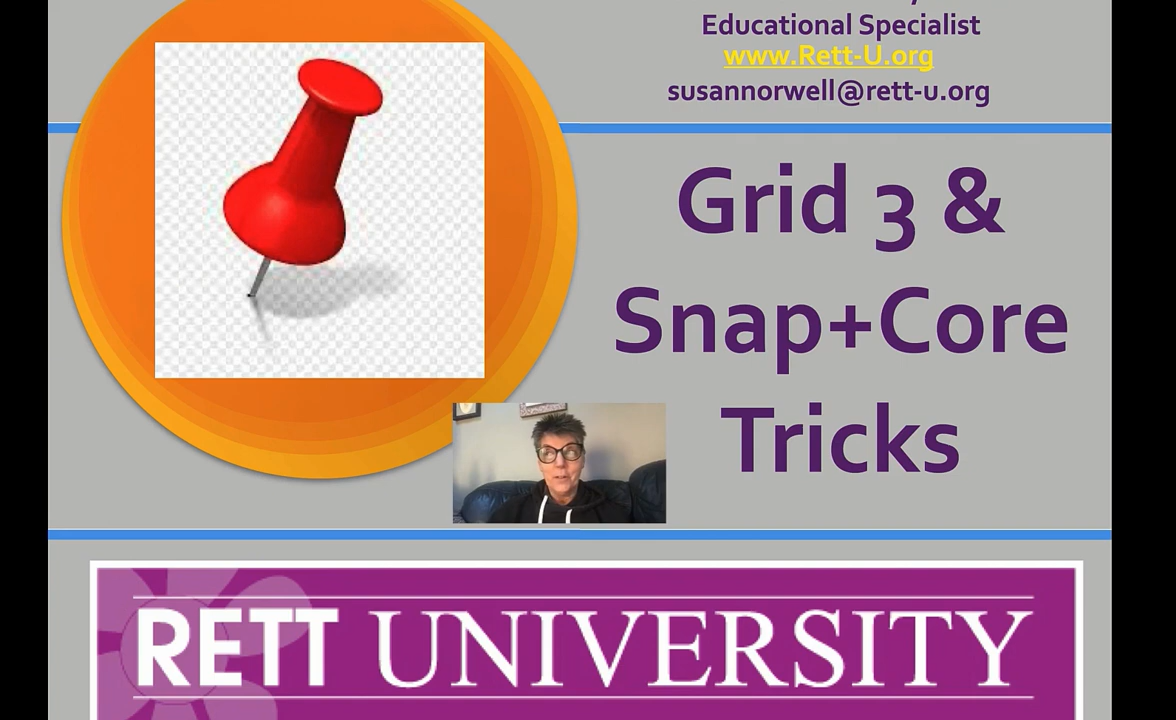 Educational Specialist
www.Rett-U.org
susannorwell@rett-u.org
Grid 3 &
Snap+Core
Tricks
RETT UNIVERSITY